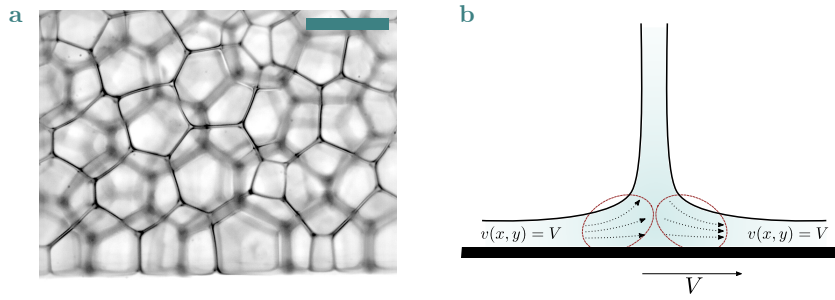 a
b
v(x, y) = V
v(x, y) = V
V